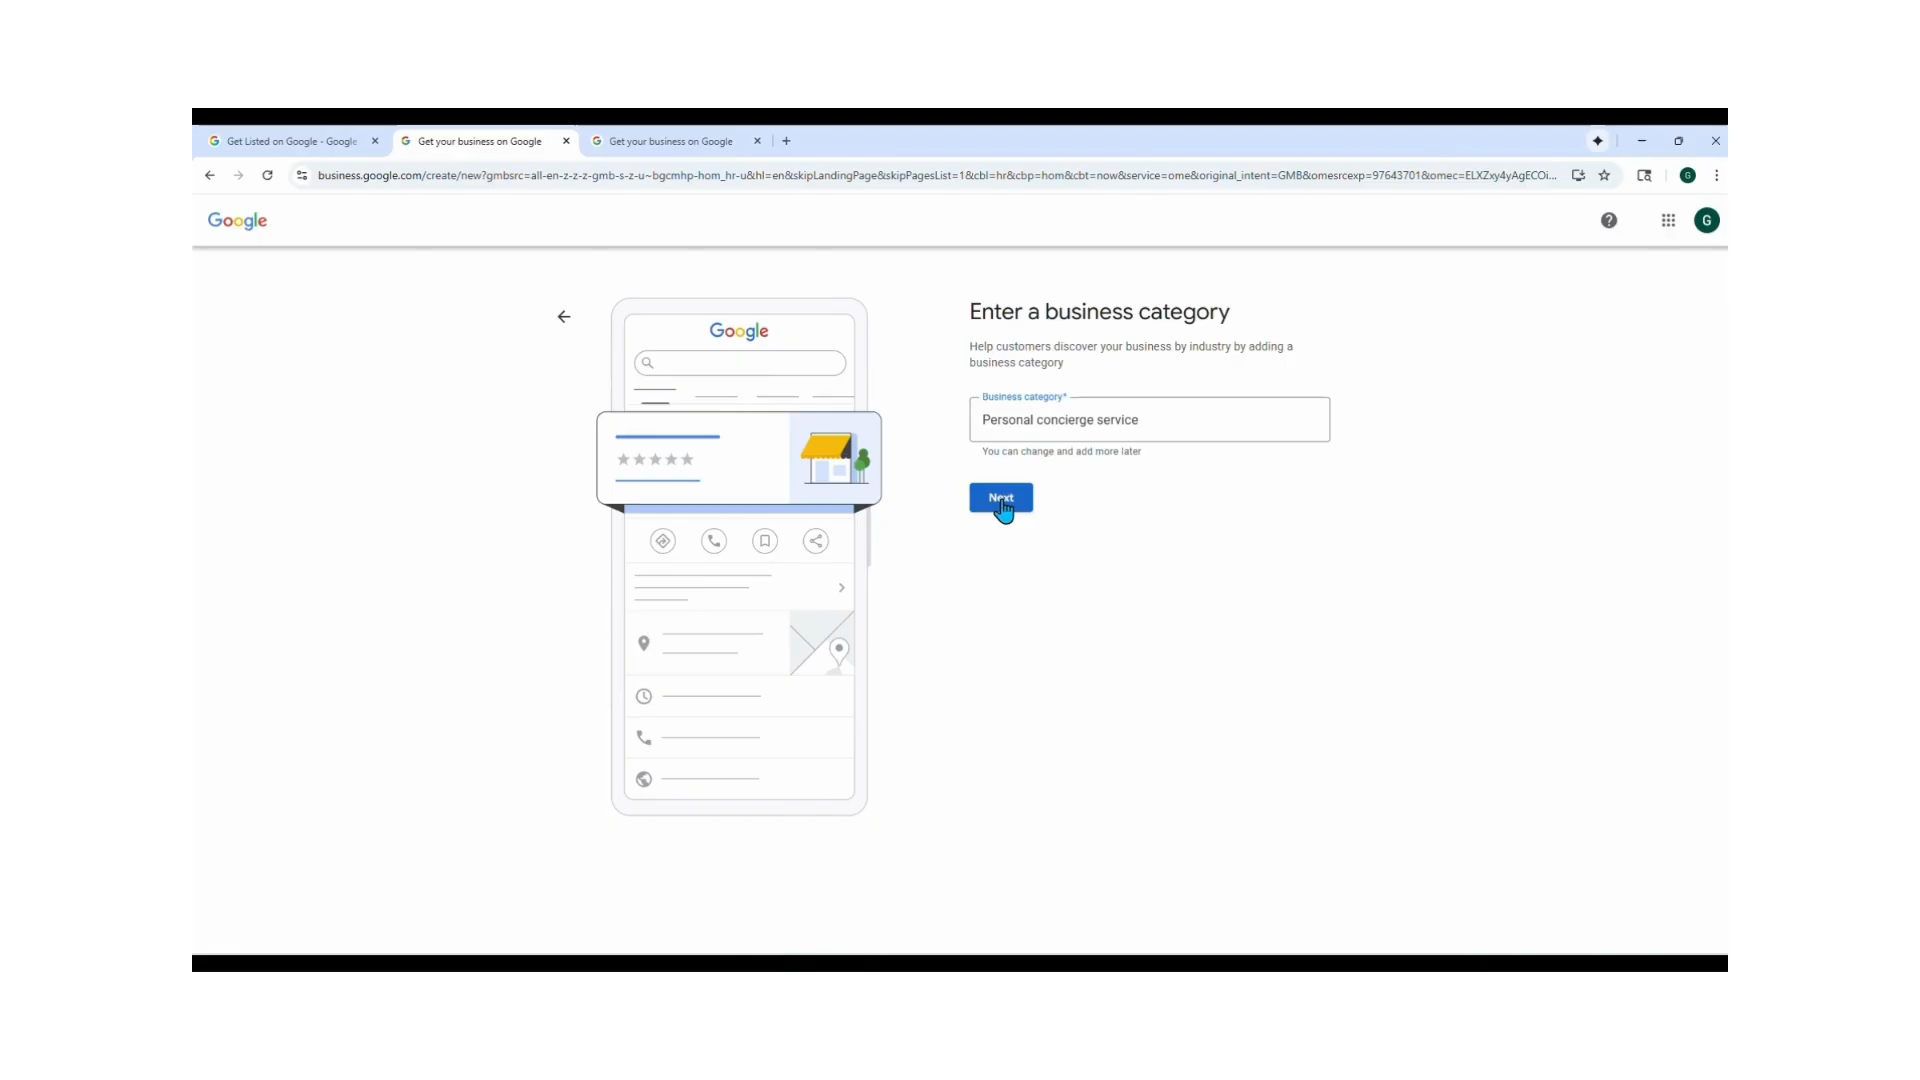 Get Listed on Google - Google
Get your business on Google
Get your business on Google
business.google.com/create/new?gmbsrc=all-en-z-z-z-gmb-s-z-u~bgcmhp-hom_hr-u&hl=en&skipLandingPage&skipPagesList=1&cbl=hr&cbp=hom&cbt=now&service=ome&original_intent=GMB&omesrcexp=97643701&omec=ELXZxy4yAgECOi...
G
Google
G
Google
Enter a business category
Help customers discover your business by industry by adding a
business category
Business category*
Personal concierge service
You can change and add more later
Next